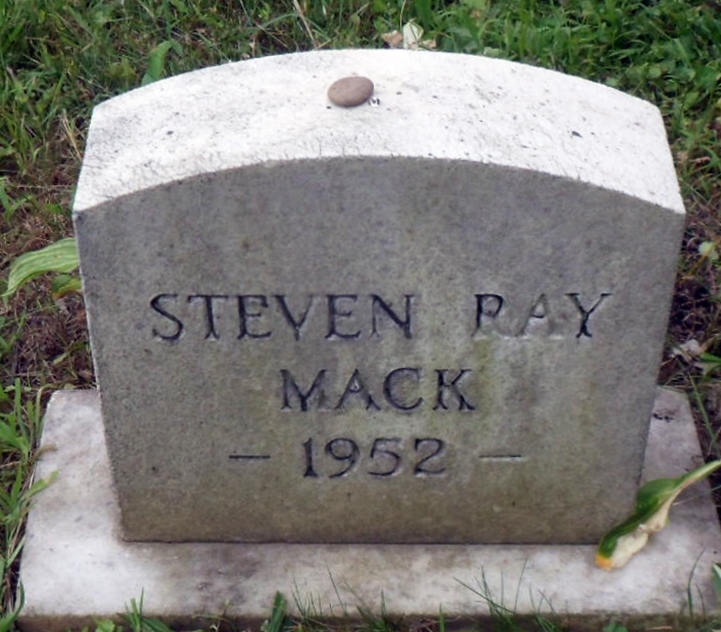 STEVEN RAY
MACK
– 1952 –